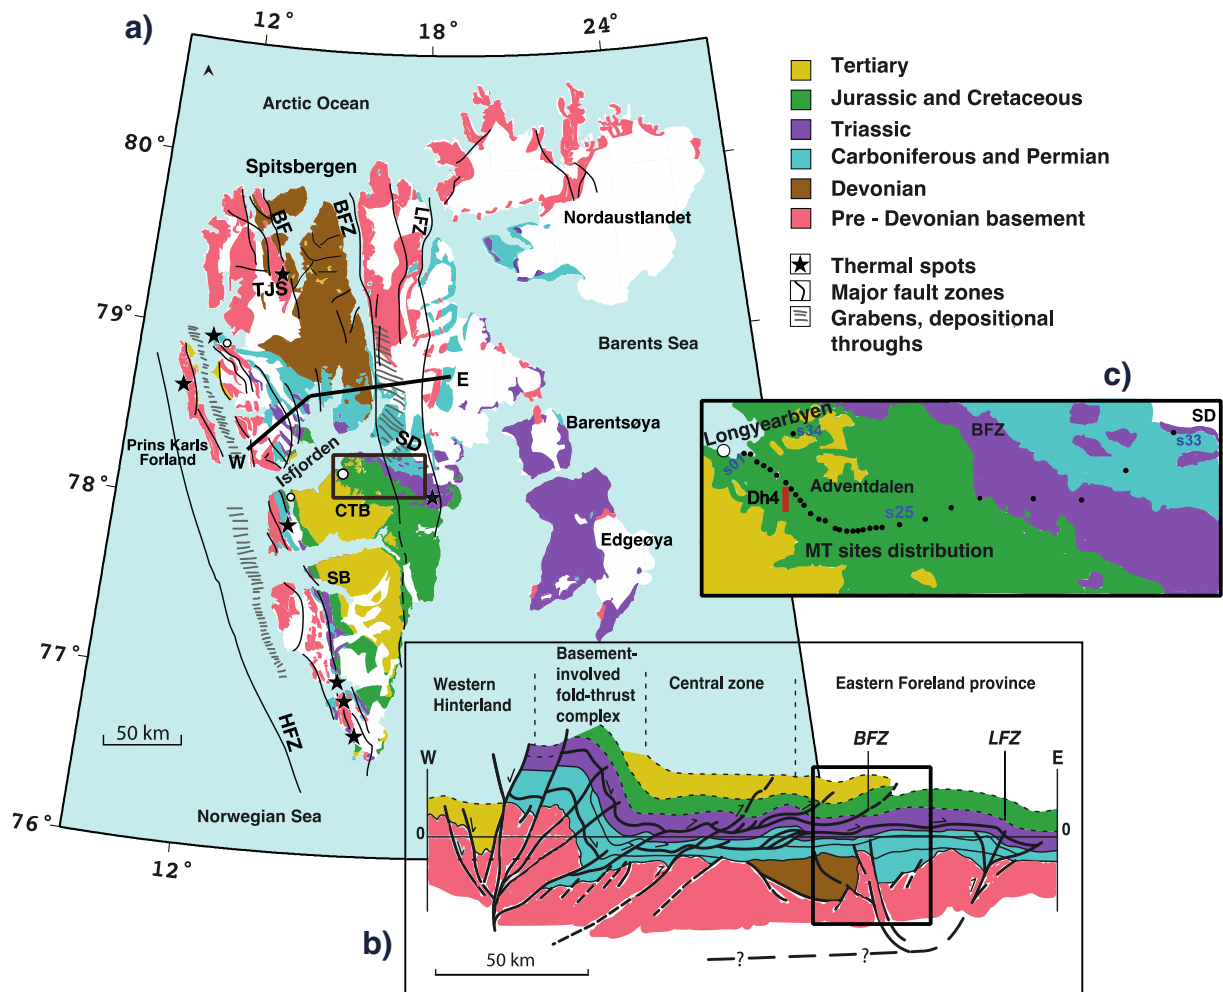 a)
12°
18°
24°
Arctic Ocean
80°
Spitsbergen
BF
BFZ
LFZ
Nordaustlandet
TJS
79°
Barents Sea
E
Prins Karls
Forland
W
Isfjorden
SD
Barentsøya
78°
CTB
Edgeøya
SB
77°
50 km
HFZ
Norwegian Sea
76°
12°
Tertiary
Jurassic and Cretaceous
Triassic
Carboniferous and Permian
Devonian
Pre - Devonian basement
Thermal spots
Major fault zones
Grabens, depositional
throughs
c)
Longyearbyen
s34
BFZ
SD
s33
s01
Dh4
Adventdalen
s25
MT sites distribution
b)
Western
Hinterland
Basement-
involved
fold-thrust
complex
Central zone
Eastern Foreland province
W
BFZ
LFZ
E
0
0
50 km
?
?